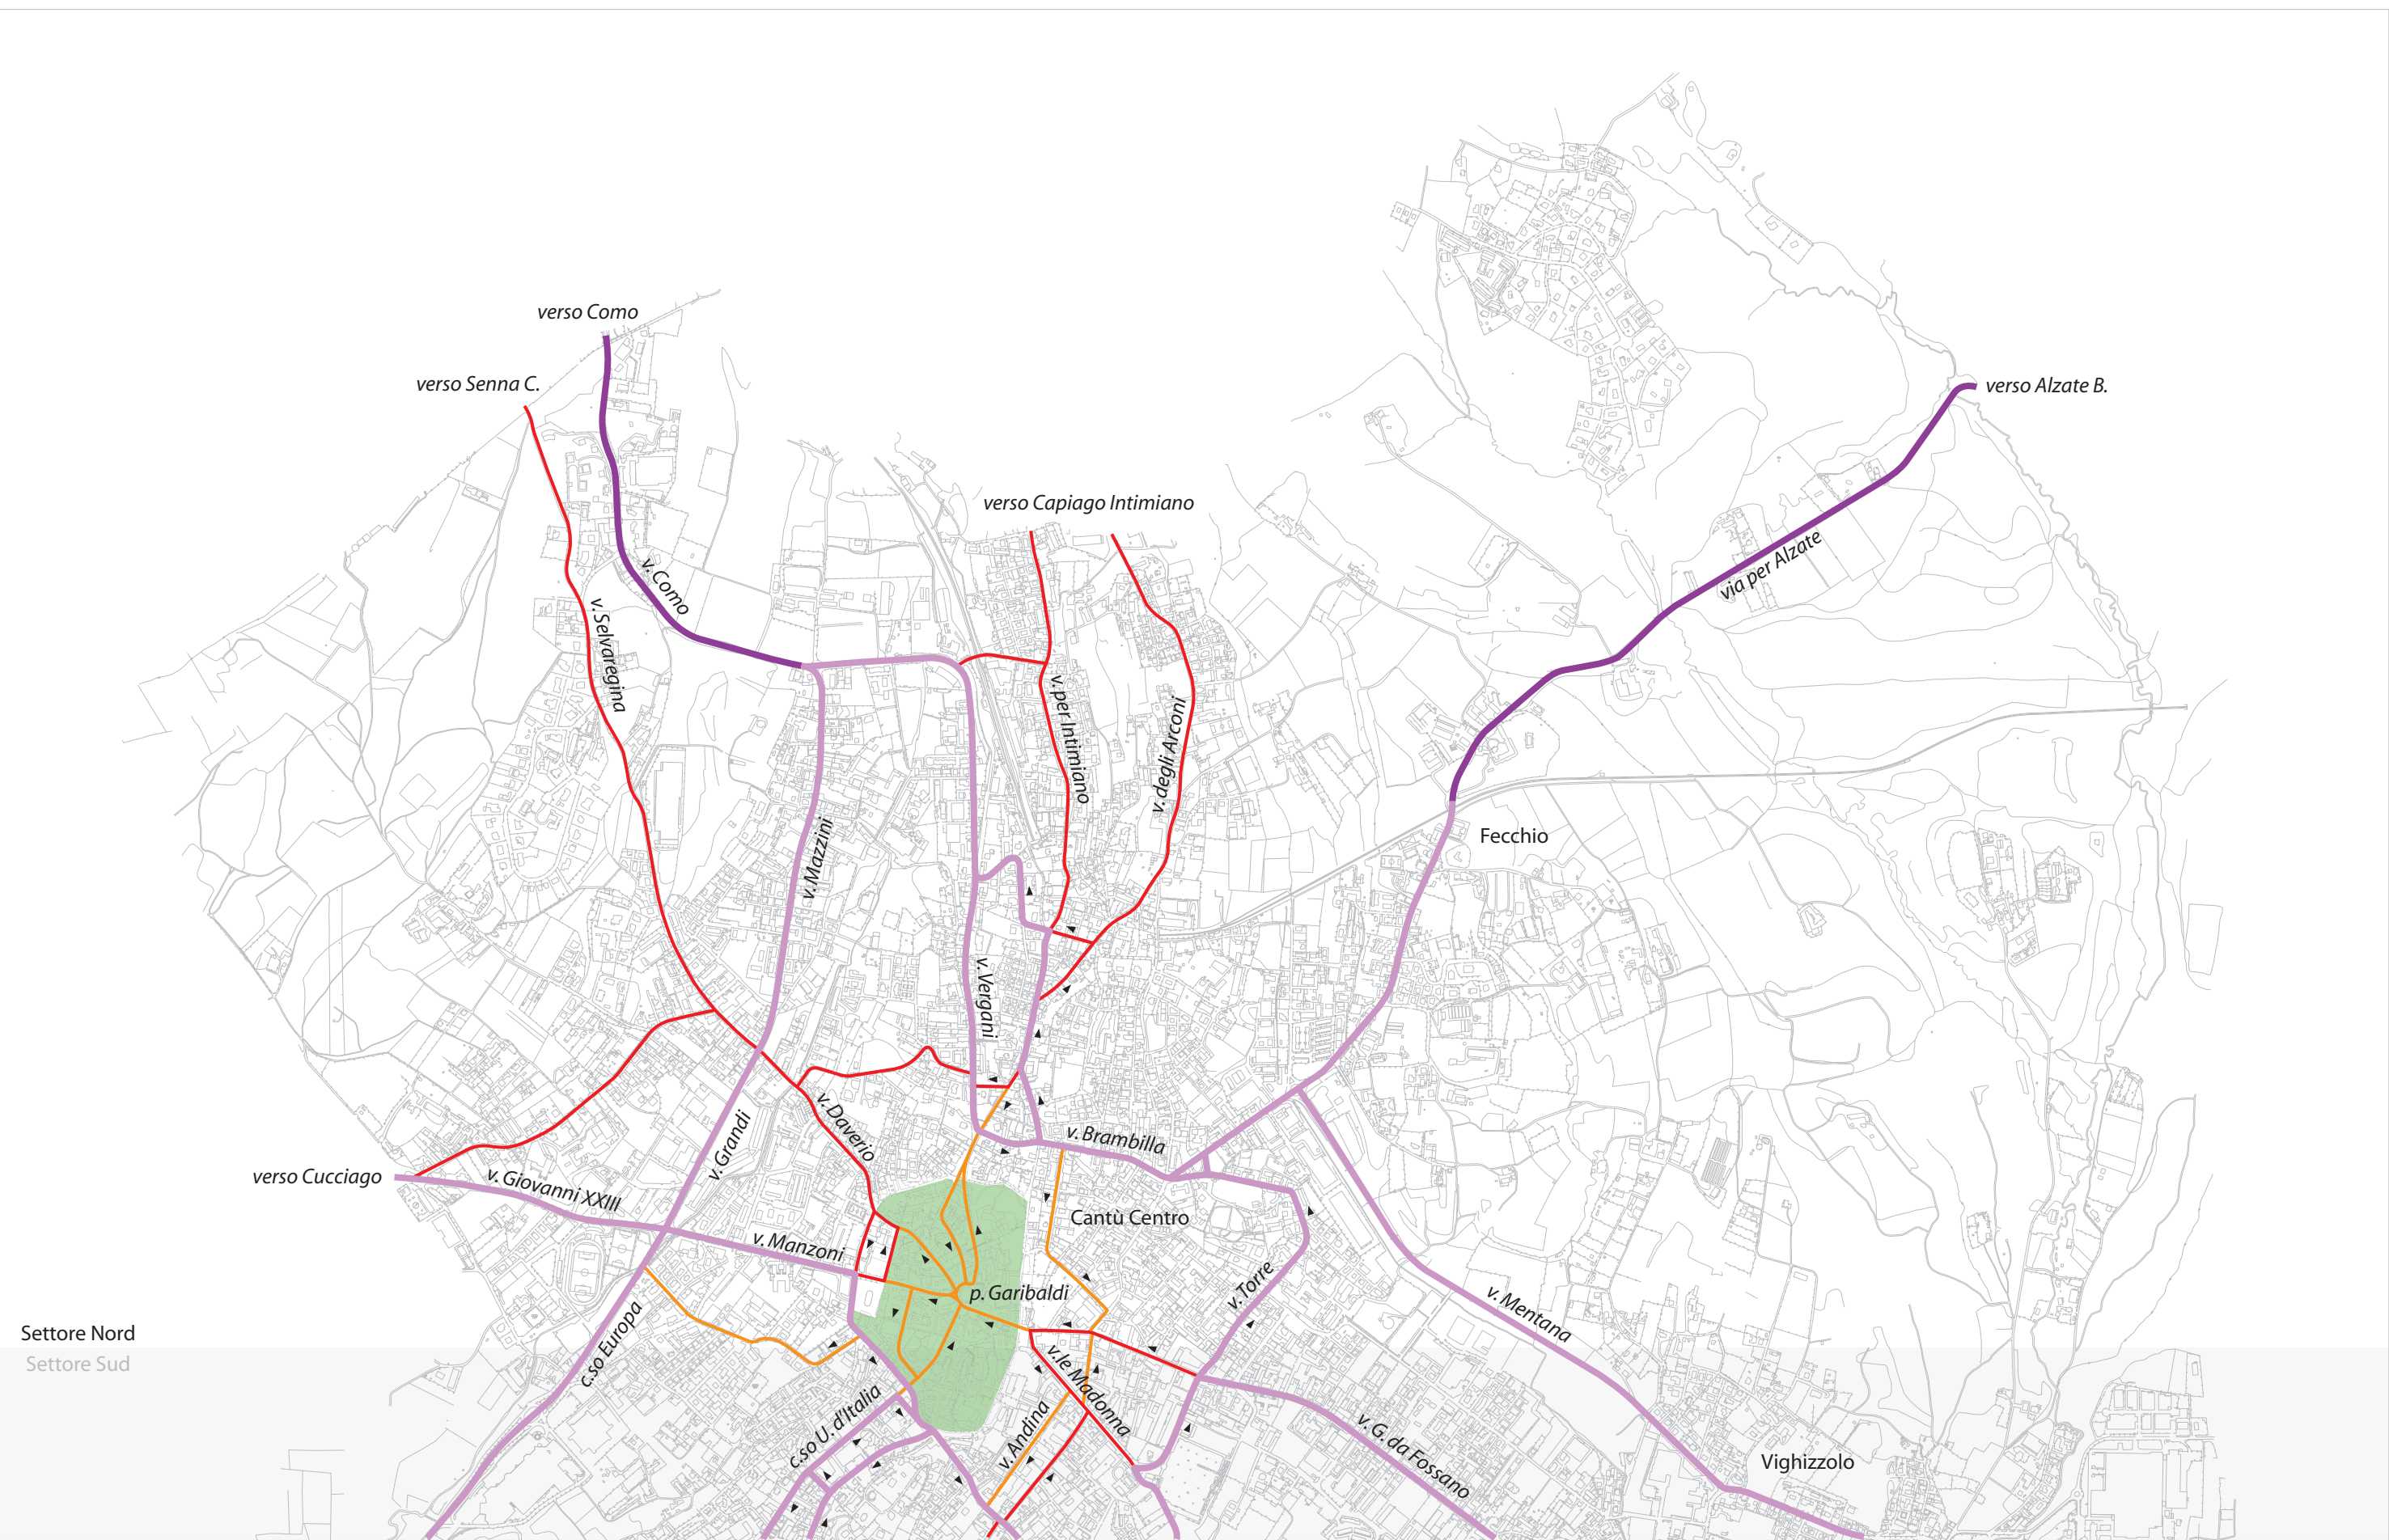 verso Como
verso Senna C.
verso Alzate B.
verso Capiago Intimiano
via per Alzate
v. Como
v. Selvaregina
v. per Intimiano
v. degli Arconi
v. Mazzini
Fecchio
v. Vergani
v. Daverio
v. Grandi
v. Brambilla
verso Cucciago
v. Giovanni XXIII
Cantù Centro
v. Manzoni
p. Garibaldi
v. Torre
v. Mentana
Settore Nord
Settore Sud
c.so Europa
v.le Madonna
c.so U. d'Italia
v. Andina
v. G. da Fossano
Vighizzolo